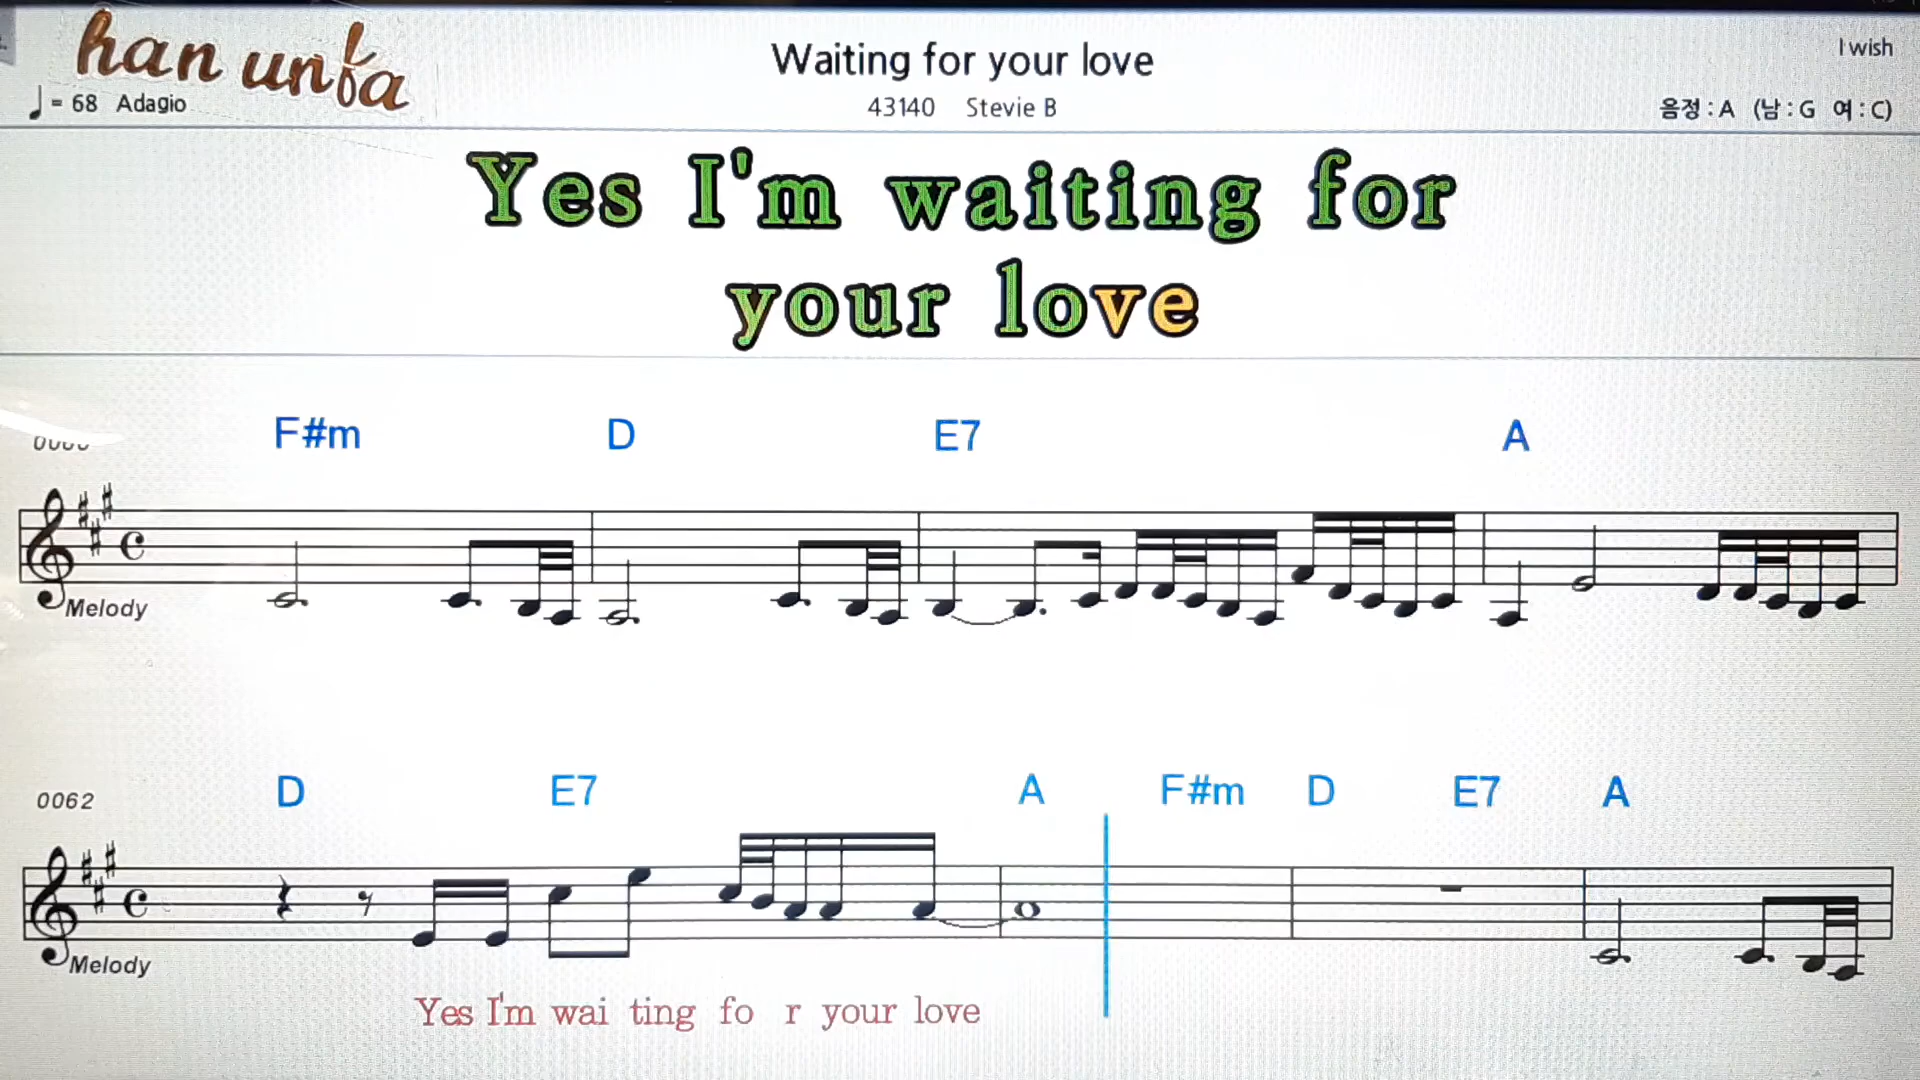 han unfa
Waiting for your love
I wish
= 68 Adagio
43140 Stevie B
음정 : A (남 : G 여 : C)
Yes I'm waiting for
your love
F#m D E7 A
Melody
0062
D E7 A F#m D E7 A
Melody
Yes I'm wai ting fo r your love